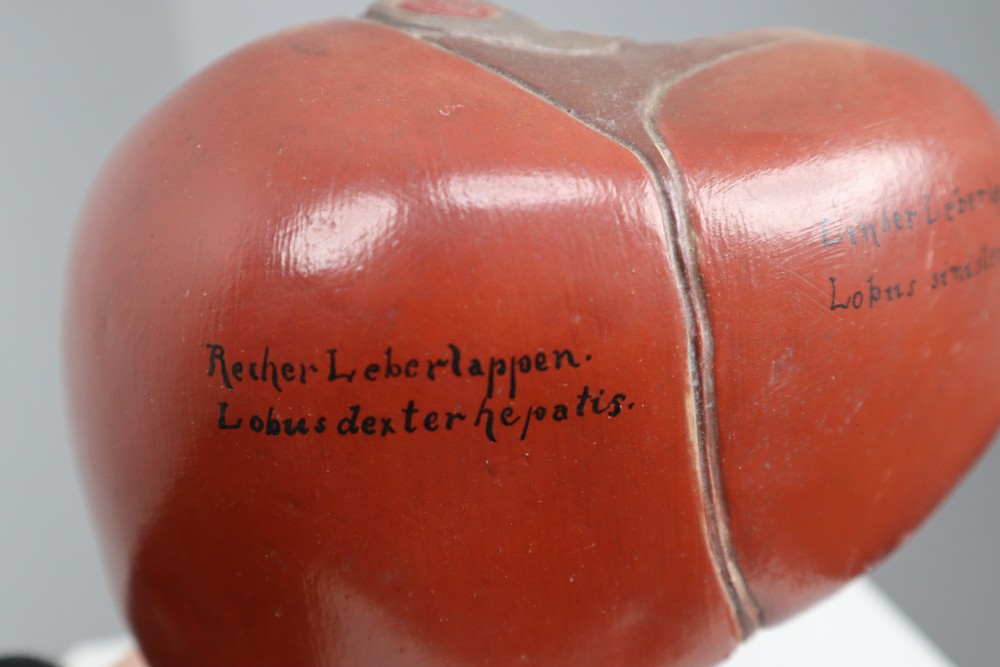 Recher Leberlappen.
Lobus dexter hepatis.
Linker
Lobus